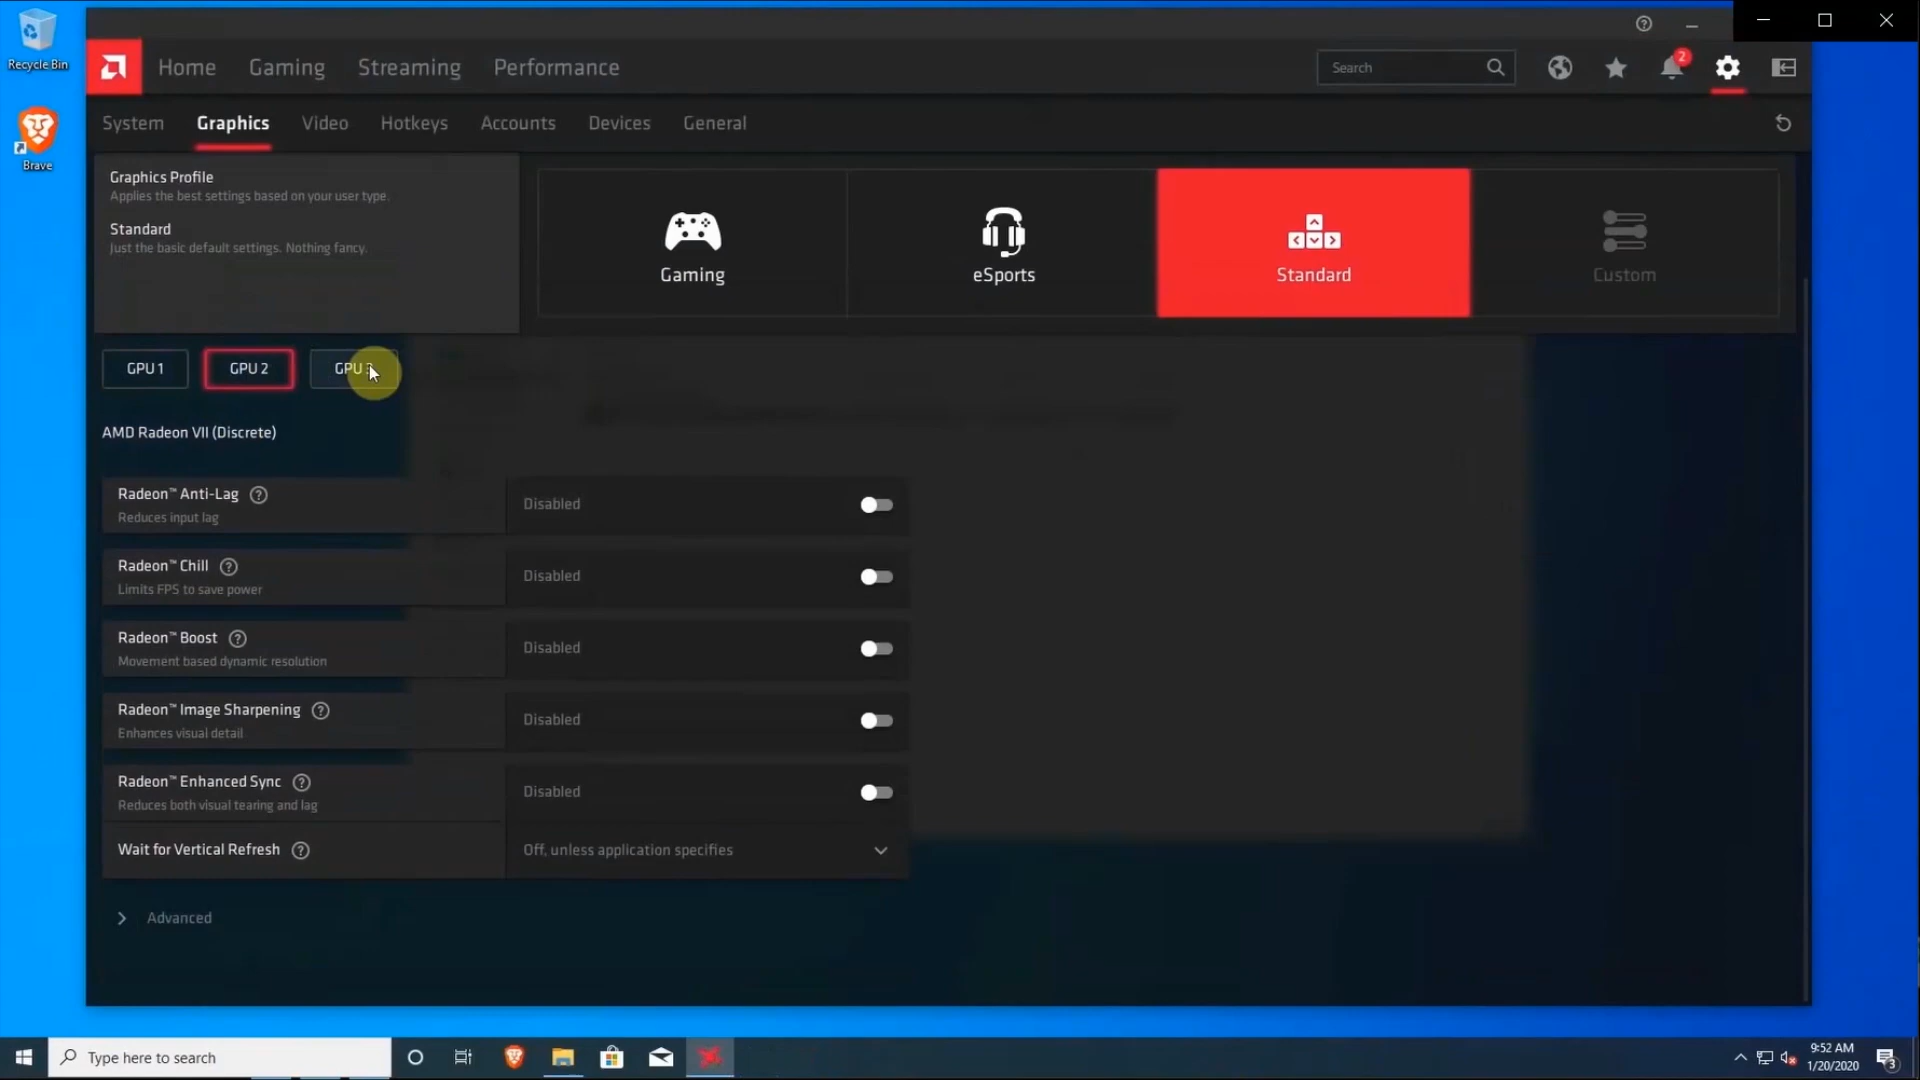 Recycle Bin
Brave
2
Home Gaming Streaming Performance
Search
System Graphics Video Hotkeys Accounts Devices General
Graphics Profile
Applies the best settings based on your user type.
Standard
Just the basic default settings. Nothing fancy.
Gaming
eSports
Standard
Custom
GPU 1
GPU 2
GPU
AMD Radeon VII (Discrete)
Radeon™ Anti-Lag ?
Reduces input lag
Disabled
Radeon™ Chill ?
Limits FPS to save power
Disabled
Radeon™ Boost ?
Movement based dynamic resolution
Disabled
Radeon™ Image Sharpening ?
Enhances visual detail
Disabled
Radeon™ Enhanced Sync ?
Reduces both visual tearing and lag
Disabled
Wait for Vertical Refresh ?
Off, unless application specifies
Advanced
Type here to search
9:52 AM
1/20/2020
3